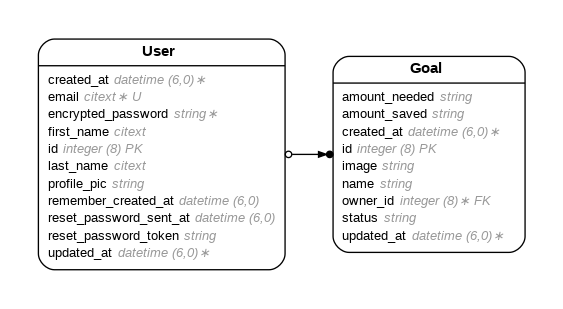 User
created_at datetime (6,0)∗
email citext∗ U
encrypted_password string∗
first_name citext
id integer (8) PK
last_name citext
profile_pic string
remember_created_at datetime (6,0)
reset_password_sent_at datetime (6,0)
reset_password_token string
updated_at datetime (6,0)∗
Goal
amount_needed string
amount_saved string
created_at datetime (6,0)∗
id integer (8) PK
image string
name string
owner_id integer (8)∗ FK
status string
updated_at datetime (6,0)∗